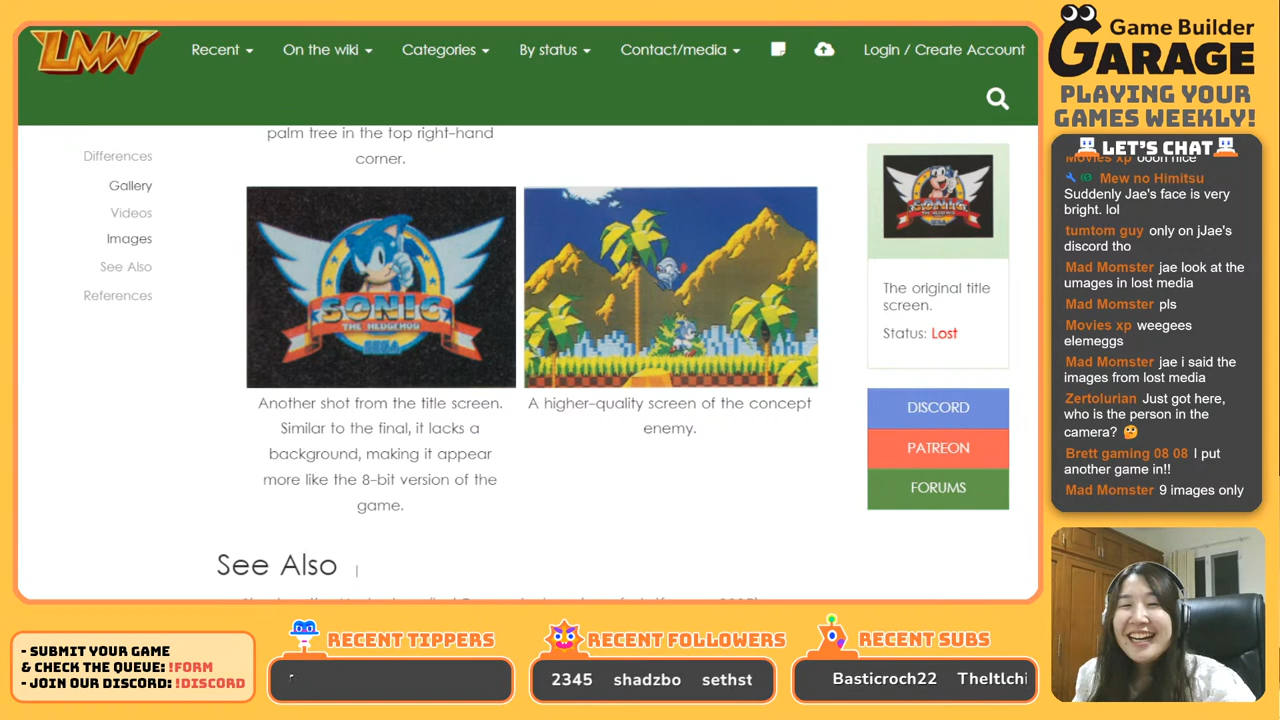 LMW
Recent
On the wiki
Categories
By status
Contact/media
Login / Create Account
palm tree in the top right-hand
corner.
Differences
Gallery
Videos
Images
See Also
References
SONIC
THE HEDGEHOG
SEGA
Another shot from the title screen.
Similar to the final, it lacks a
background, making it appear
more like the 8-bit version of the
game.
A higher-quality screen of the concept
enemy.
SONIC
The original title
screen.
Status: Lost
DISCORD
PATREON
FORUMS
See Also
Game Builder
GARAGE
PLAYING YOUR
GAMES WEEKLY!
LET'S CHAT
Movies xp ooon nice
Mew no Himitsu
Suddenly Jae's face is very
bright. lol
tumtom guy only on jJae's
discord tho
Mad Momster jae look at the
umages in lost media
Mad Momster pls
Movies xp weegees
elemeggs
Mad Momster jae i said the
images from lost media
Zertolurian Just got here,
who is the person in the
camera?
Brett gaming 08 08 I put
another game in!!
Mad Momster 9 images only
- SUBMIT YOUR GAME
& CHECK THE QUEUE: !FORM
- JOIN OUR DISCORD: !DISCORD
RECENT TIPPERS
RECENT FOLLOWERS
2345 shadzbo sethst
RECENT SUBS
Basticroch22 TheItlchi